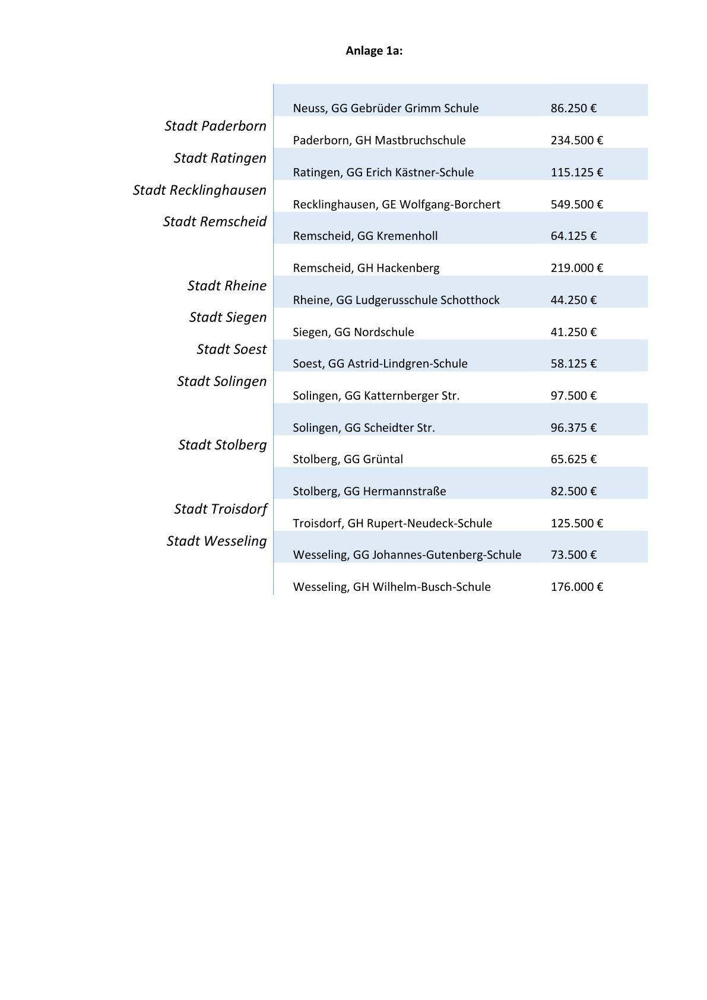 Anlage 1a:
Neuss, GG Gebrüder Grimm Schule 86.250 €
Stadt Paderborn
Paderborn, GH Mastbruchschule 234.500 €
Stadt Ratingen
Ratingen, GG Erich Kästner-Schule 115.125 €
Stadt Recklinghausen
Recklinghausen, GE Wolfgang-Borchert 549.500 €
Stadt Remscheid
Remscheid, GG Kremenholl 64.125 €
Remscheid, GH Hackenberg 219.000 €
Stadt Rheine
Rheine, GG Ludgerusschule Schotthock 44.250 €
Stadt Siegen
Siegen, GG Nordschule 41.250 €
Stadt Soest
Soest, GG Astrid-Lindgren-Schule 58.125 €
Stadt Solingen
Solingen, GG Katternberger Str. 97.500 €
Solingen, GG Scheidter Str. 96.375 €
Stadt Stolberg
Stolberg, GG Grüntal 65.625 €
Stolberg, GG Hermannstraße 82.500 €
Stadt Troisdorf
Troisdorf, GH Rupert-Neudeck-Schule 125.500 €
Stadt Wesseling
Wesseling, GG Johannes-Gutenberg-Schule 73.500 €
Wesseling, GH Wilhelm-Busch-Schule 176.000 €